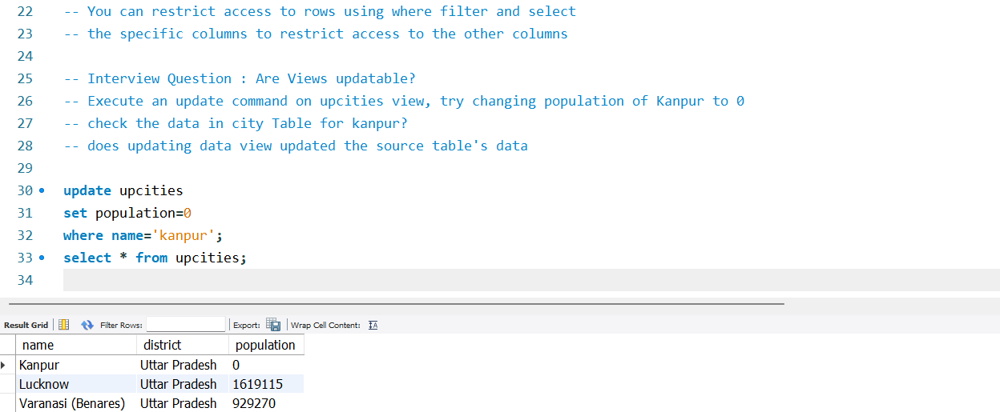 22 -- You can restrict access to rows using where filter and select
23 -- the specific columns to restrict access to the other columns
24
25 -- Interview Question : Are Views updatable?
26 -- Execute an update command on upcities view, try changing population of Kanpur to 0
27 -- check the data in city Table for kanpur?
28 -- does updating data view updated the source table's data
29
30 update upcities
31 set population=0
32 where name='kanpur';
33 select * from upcities;
34
Result Grid Filter Rows: Export: Wrap Cell Content: IA
name district population
Kanpur Uttar Pradesh 0
Lucknow Uttar Pradesh 1619115
Varanasi (Benares) Uttar Pradesh 929270